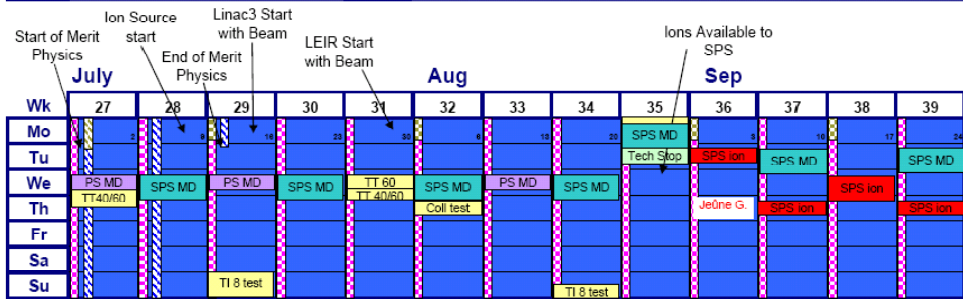 Ion Source
start
Linac3 Start
with Beam
Start of Merit
Physics
End of Merit
Physics
LEIR Start
with Beam
Ions Available to
SPS
July Aug Sep
Wk 27 28 29 30 31 32 33 34 35 36 37 38 39
Mo 2 9 16 23 30 6 13 20 SPS MD 3 10 17 24
Tu Tech Stop SPS ion SPS MD SPS MD
We PS MD SPS MD PS MD SPS MD TT 60 SPS MD PS MD SPS MD SPS ion
Th TT40/60 TT 40/60 Coll test Jeûne G. SPS ion SPS ion
Fr
Sa
Su TI 8 test TI 8 test